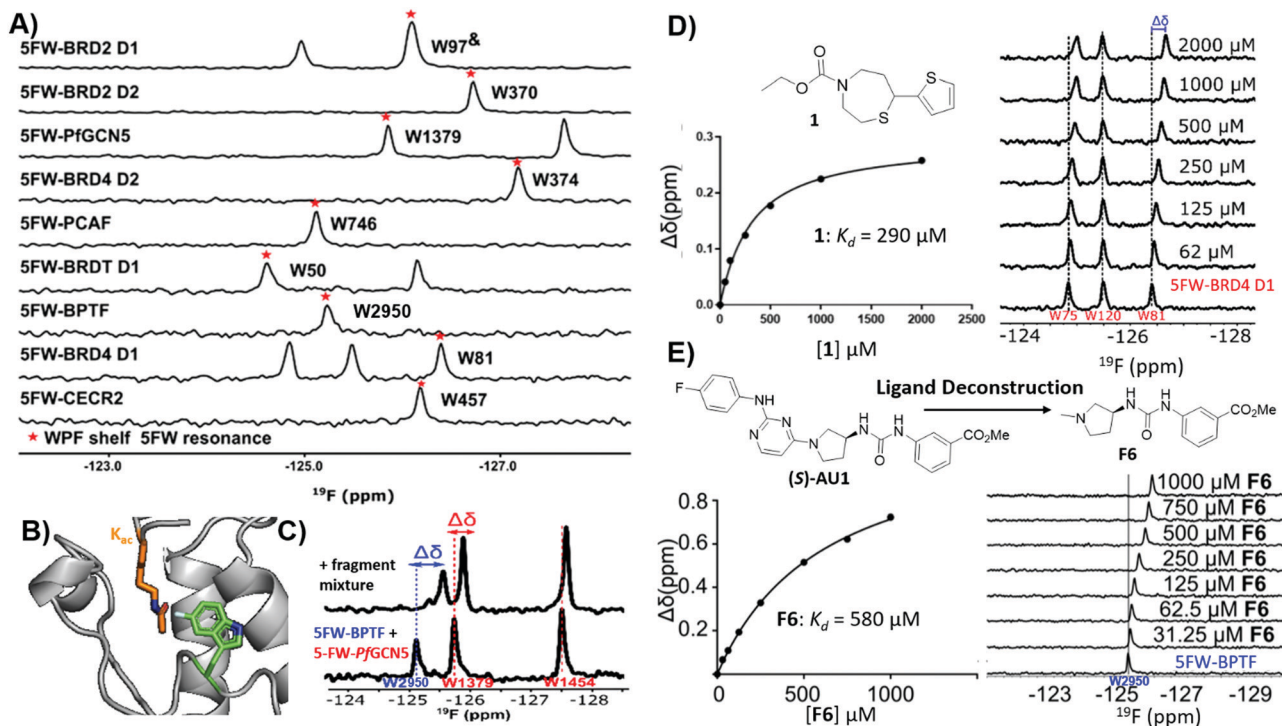 A)
5FW-BRD2 D1
W97&
5FW-BRD2 D2
W370
5FW-PfGCN5
W1379
5FW-BRD4 D2
W374
5FW-PCAF
W746
5FW-BRDT D1
W50
5FW-BPTF
W2950
5FW-BRD4 D1
W81
5FW-CECR2
W457
★ WPF shelf 5FW resonance
-123.0 -125.0 -127.0
19F (ppm)
B)
Kac
C)
Δδ
Δδ
+ fragment
mixture
5FW-BPTF +
5-FW-PfGCN5
W2950 W1379 W1454
-124 -125 -126 -127 -128
19F (ppm)
D)
O
O
N
S
S
1
0.3
0.2
0.1
0.0
Δδ(ppm)
1: Kd = 290 µM
0 500 1000 1500 2000 2500
[1] µM
Δδ
2000 µM
1000 µM
500 µM
250 µM
125 µM
62 µM
5FW-BRD4 D1
W75 W120 W81
-124 -126 -128
19F (ppm)
E)
Ligand Deconstruction
F
NH
N
N
N
H
N
H
N
O
CO2Me
(S)-AU1
N
H
N
H
N
O
CO2Me
F6
0.8
0.6
0.4
0.2
Δδ(ppm)
F6: Kd = 580 µM
0 500 1000
[F6] µM
1000 µM F6
750 µM F6
500 µM F6
250 µM F6
125 µM F6
62.5 µM F6
31.25 µM F6
5FW-BPTF
W2950
-123 -125 -127 -129
19F (ppm)